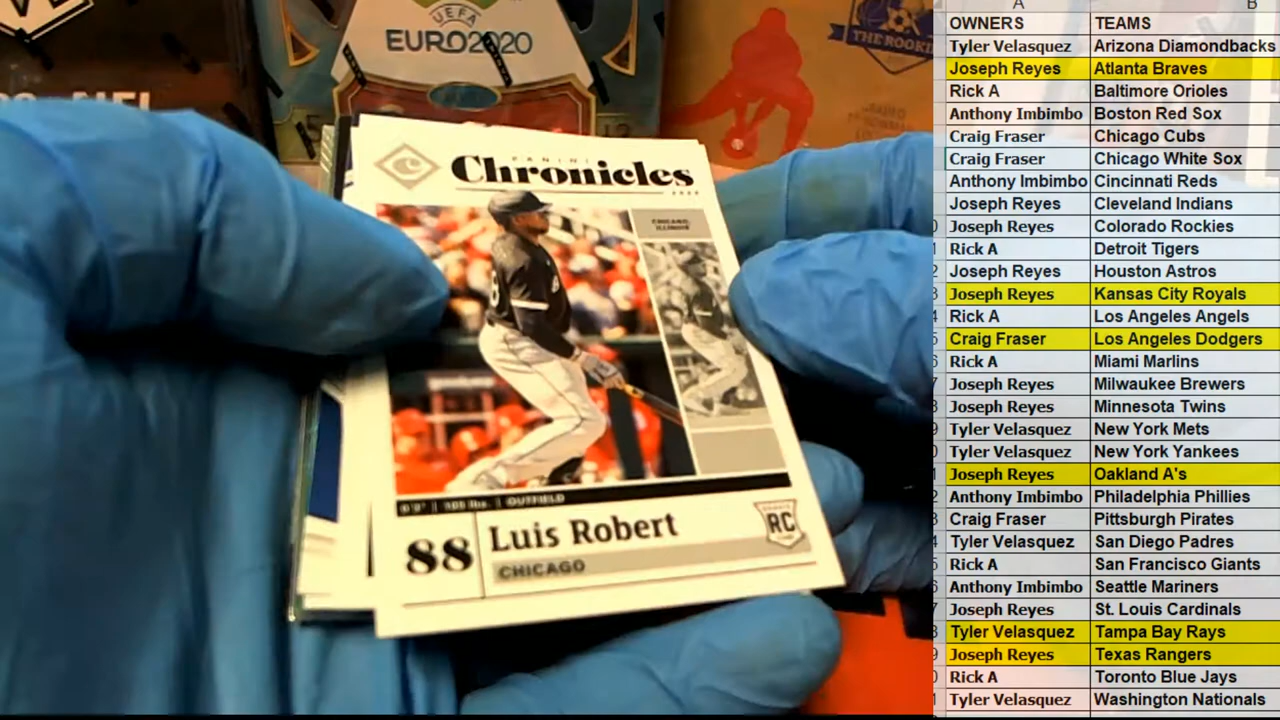 UEFA
EURO2020
THE ROOKI
PANINI
Chronicles
2020
CHICAGO,
ILLINOIS
OUTFIELD
88
Luis Robert
RC
CHICAGO
A B
OWNERS TEAMS
Tyler Velasquez Arizona Diamondbacks
Joseph Reyes Atlanta Braves
Rick A Baltimore Orioles
Anthony Imbimbo Boston Red Sox
Craig Fraser Chicago Cubs
Craig Fraser Chicago White Sox
Anthony Imbimbo Cincinnati Reds
Joseph Reyes Cleveland Indians
Joseph Reyes Colorado Rockies
Rick A Detroit Tigers
Joseph Reyes Houston Astros
Joseph Reyes Kansas City Royals
Rick A Los Angeles Angels
Craig Fraser Los Angeles Dodgers
Rick A Miami Marlins
Joseph Reyes Milwaukee Brewers
Joseph Reyes Minnesota Twins
Tyler Velasquez New York Mets
Tyler Velasquez New York Yankees
Joseph Reyes Oakland A's
Anthony Imbimbo Philadelphia Phillies
Craig Fraser Pittsburgh Pirates
Tyler Velasquez San Diego Padres
Rick A San Francisco Giants
Anthony Imbimbo Seattle Mariners
Joseph Reyes St. Louis Cardinals
Tyler Velasquez Tampa Bay Rays
Joseph Reyes Texas Rangers
Rick A Toronto Blue Jays
Tyler Velasquez Washington Nationals